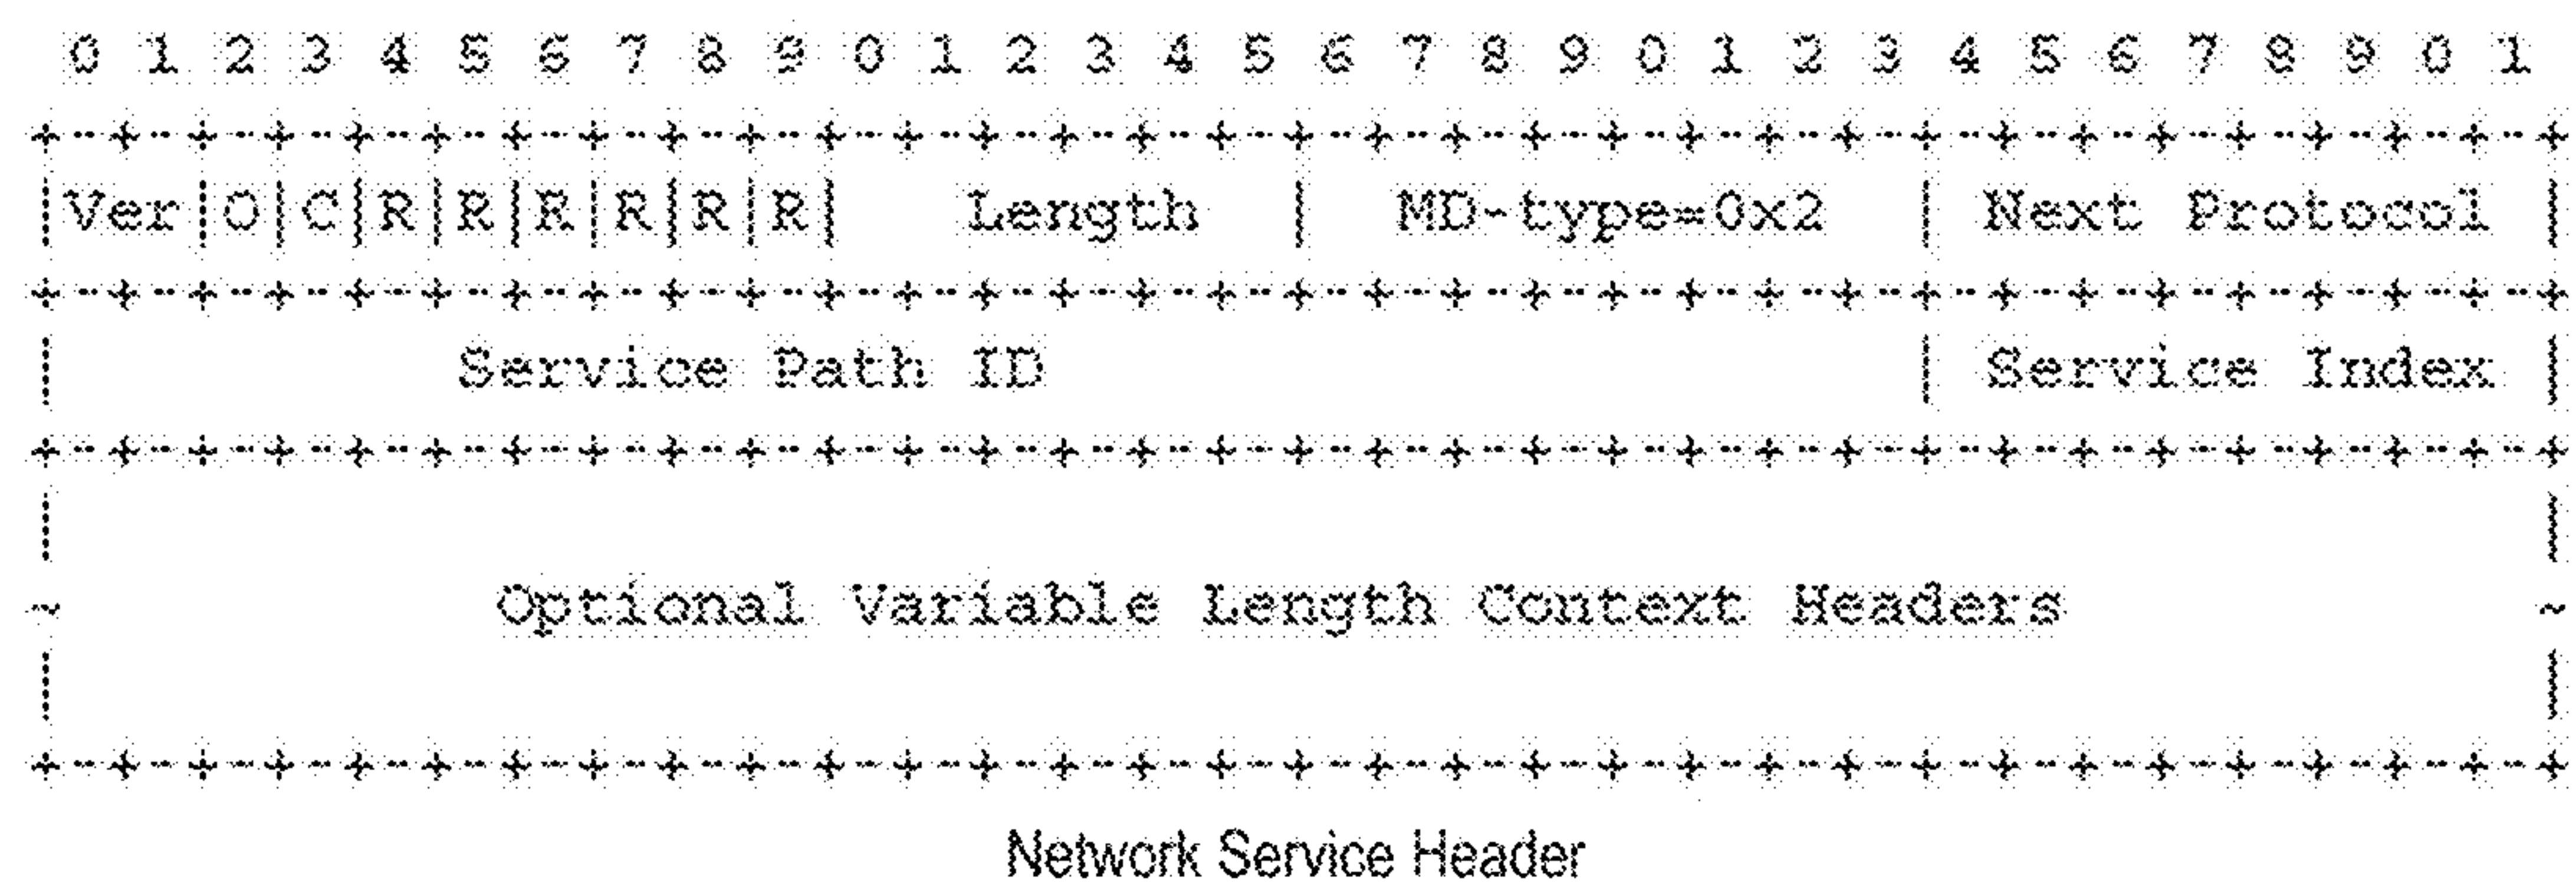 0 1 2 3 4 5 6 7 8 9 0 1 2 3 4 5 6 7 8 9 0 1 2 3 4 5 6 7 8 9 0 1
+-+-+-+-+-+-+-+-+-+-+-+-+-+-+-+-+-+-+-+-+-+-+-+-+-+-+-+-+-+-+-+-+
|Ver|O|C|R|R|R|R|R|R|   Length  |  MD-type=0x2  | Next Protocol |
+-+-+-+-+-+-+-+-+-+-+-+-+-+-+-+-+-+-+-+-+-+-+-+-+-+-+-+-+-+-+-+-+
|          Service Path ID                      | Service Index |
+-+-+-+-+-+-+-+-+-+-+-+-+-+-+-+-+-+-+-+-+-+-+-+-+-+-+-+-+-+-+-+-+
|                                                               |
~           Optional Variable Length Context Headers            ~
|                                                               |
+-+-+-+-+-+-+-+-+-+-+-+-+-+-+-+-+-+-+-+-+-+-+-+-+-+-+-+-+-+-+-+-+
Network Service Header